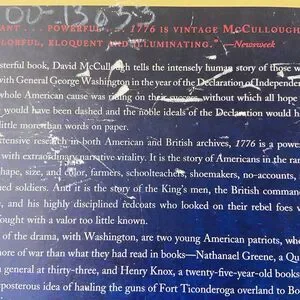 00-1303-3
ANT . . . POWERFUL . . . 1776 IS VINTAGE MCCULLOUGH
LORFUL, ELOQUENT AND ILLUMINATING." —Newsweek
sterful book, David McCullough tells the intensely human story of those w
with General George Washington in the year of the Declaration of Independen
whole American cause was riding on their success, without which all hope
would have been dashed and the noble ideals of the Declaration would h
little more than words on paper.
xtensive research in both American and British archives, 1776 is a powe
with extraordinary narrative vitality. It is the story of Americans in the ran
shape, size, and color, farmers, schoolteachers, shoemakers, no-accounts,
ned soldiers. And it is the story of the King's men, the British comman
e, and his highly disciplined redcoats who looked on their rebel foes v
ought with a valor too little known.
of the drama, with Washington, are two young American patriots, who
more of war than what they had read in books—Nathanael Greene, a Qu
general at thirty-three, and Henry Knox, a twenty-five-year-old books
posterous idea of hauling the guns of Fort Ticonderoga overland to Bo